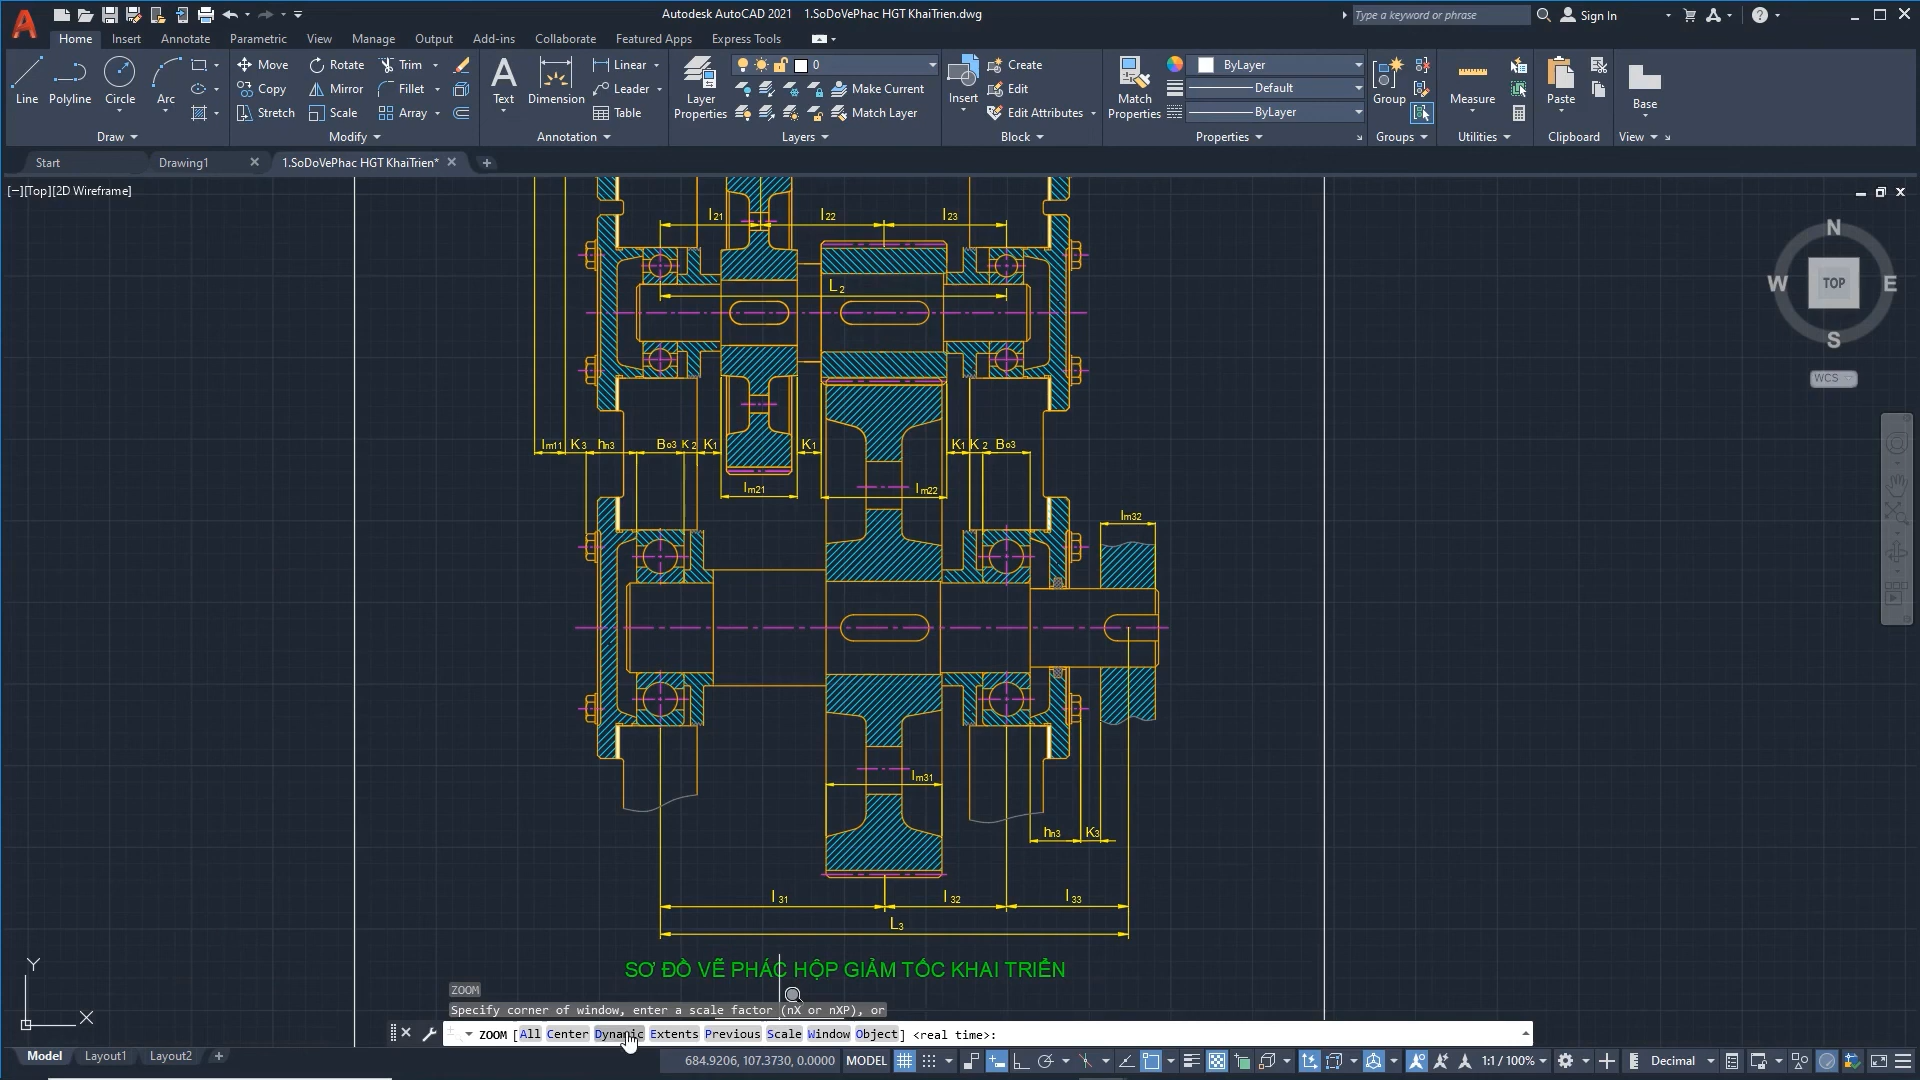 Autodesk AutoCAD 2021 1.SoDoVePhac HGT KhaiTrien.dwg
Type a keyword or phrase
Sign In
Home Insert Annotate Parametric View Manage Output Add-ins Collaborate Featured Apps Express Tools
Line Polyline Circle Arc
Move Rotate Trim
Copy Mirror Fillet
Stretch Scale Array
Text Dimension
Linear
Leader
Table
Layer Properties
0
Make Current
Match Layer
Insert
Create
Edit
Edit Attributes
Match Properties
ByLayer
Default
ByLayer
Group
Measure
Paste
Base
Draw Modify Annotation Layers Block Properties Groups Utilities Clipboard View
Start Drawing1 1.SoDoVePhac HGT KhaiTrien*
[−][Top][2D Wireframe]
N
W TOP E
S
WCS
l21 l22 l23
L2
lm11 K3 hn3 Bo3 K2 K1 K1 K1 K2 Bo3
lm21 lm22
lm32
lm31
hn3 K3
l31 l32 l33
L3
SƠ ĐỒ VẼ PHÁC HỘP GIẢM TỐC KHAI TRIỂN
Y
X
ZOOM
Specify corner of window, enter a scale factor (nX or nXP), or
ZOOM [All Center Dynamic Extents Previous Scale Window Object] <real time>:
Model Layout1 Layout2
684.9206, 107.3730, 0.0000 MODEL 1:1 / 100% Decimal